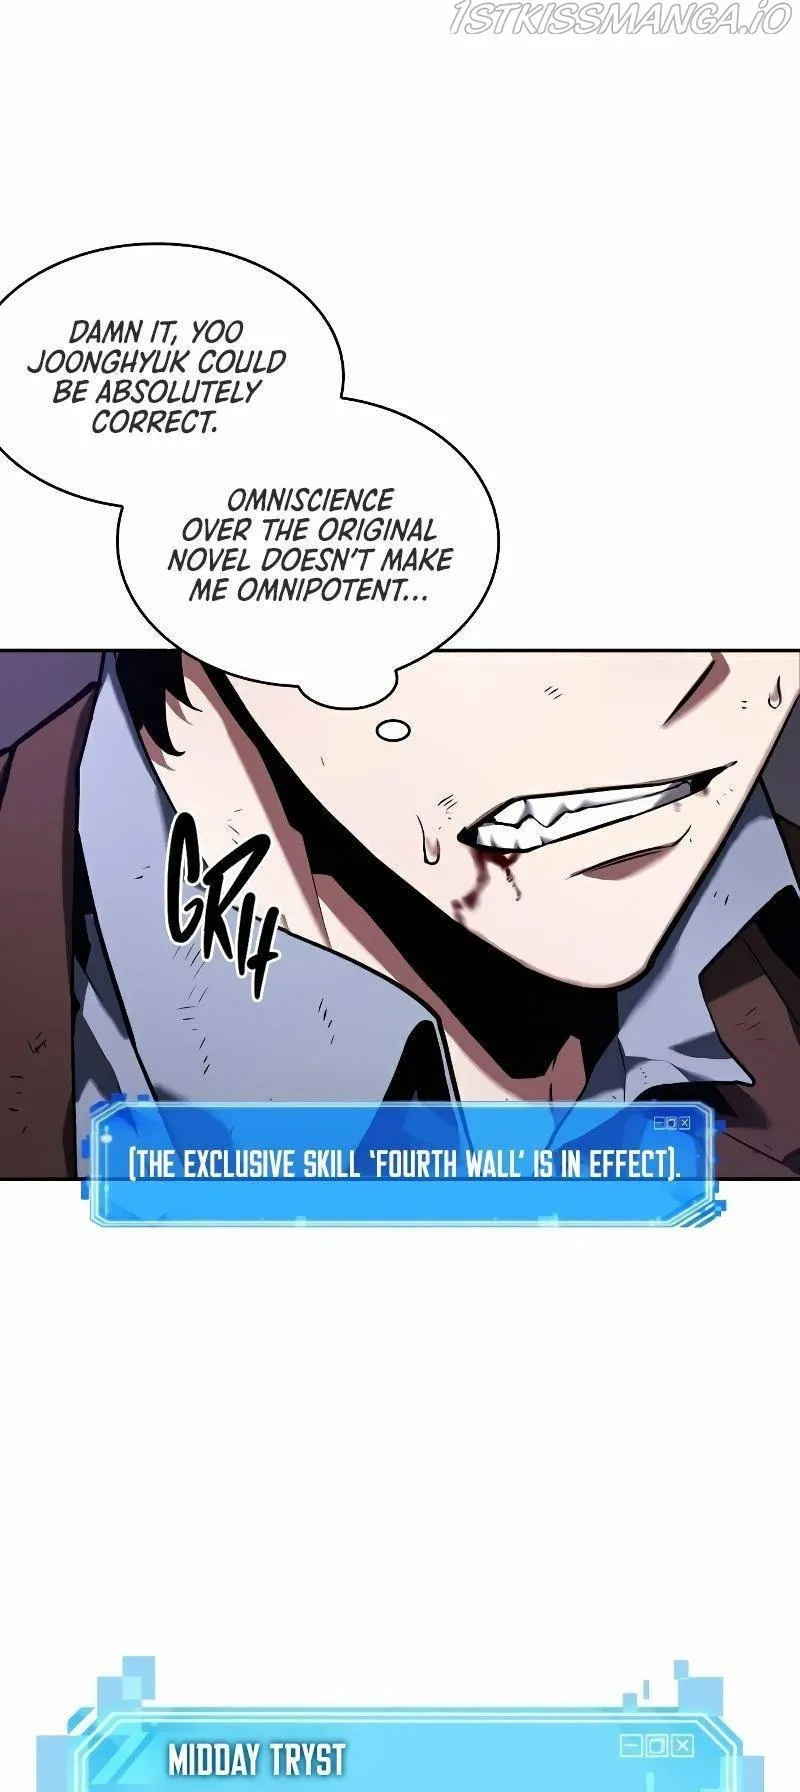 1STKISSMANGA.IO
DAMN IT, YOO
JOONGHYUK COULD
BE ABSOLUTELY
CORRECT.
OMNISCIENCE
OVER THE ORIGINAL
NOVEL DOESN'T MAKE
ME OMNIPOTENT...
GRIH
[THE EXCLUSIVE SKILL 'FOURTH WALL' IS IN EFFECT].
MIDDAY TRYST